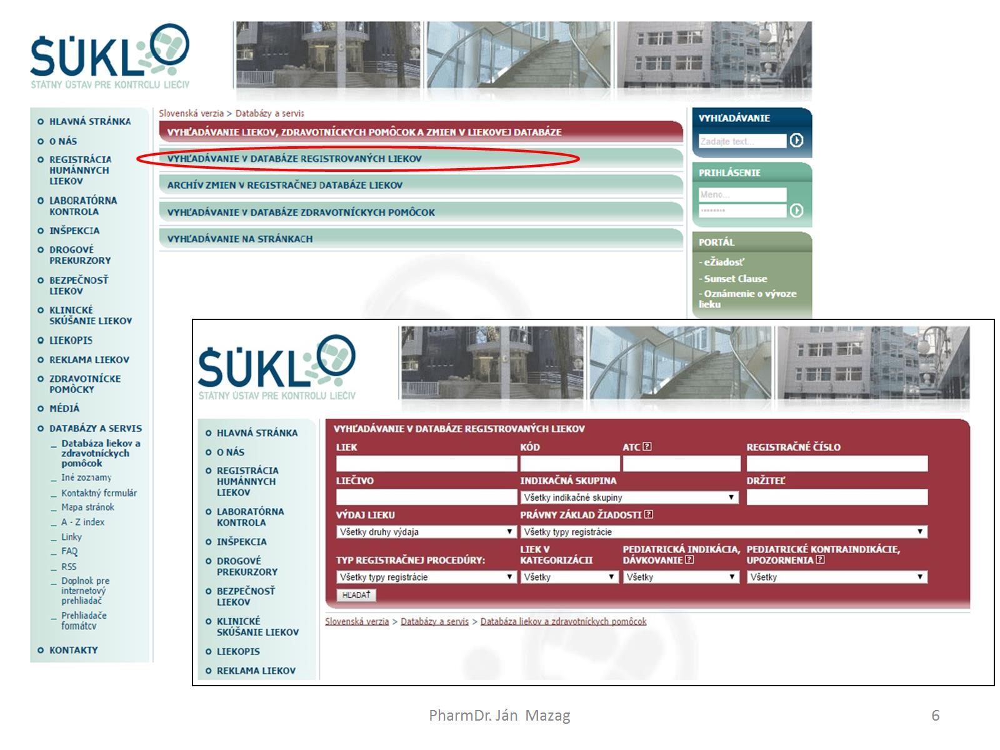 ŠÚKL
ŠTÁTNY ÚSTAV PRE KONTROLU LIEČIV
HLAVNÁ STRÁNKA
O NÁS
REGISTRÁCIA
HUMÁNNYCH
LIEKOV
LABORATÓRNA
KONTROLA
INŠPEKCIA
DROGOVÉ
PREKURZORY
BEZPEČNOSŤ
LIEKOV
KLINICKÉ
SKÚŠANIE LIEKOV
LIEKOPIS
REKLAMA LIEKOV
ZDRAVOTNÍCKE
POMÔCKY
MÉDIÁ
DATABÁZY A SERVIS
Databáza liekov a
zdravotníckych
pomôcok
Iné zoznamy
Kontaktný formulár
Mapa stránok
A - Z index
Linky
FAQ
RSS
Doplnok pre
internetový
prehliadač
Prehliadače
formátov
KONTAKTY
Slovenská verzia > Databázy a servis
VYHĽADÁVANIE LIEKOV, ZDRAVOTNÍCKYCH POMÔCOK A ZMIEN V LIEKOVEJ DATABÁZE
VYHĽADÁVANIE V DATABÁZE REGISTROVANÝCH LIEKOV
ARCHÍV ZMIEN V REGISTRAČNEJ DATABÁZE LIEKOV
VYHĽADÁVANIE V DATABÁZE ZDRAVOTNÍCKYCH POMÔCOK
VYHĽADÁVANIE NA STRÁNKACH
VYHĽADÁVANIE
Zadajte text...
PRIHLÁSENIE
Meno...
••••••••
PORTÁL
- eŽiadosť
- Sunset Clause
- Oznámenie o vývoze
lieku
ŠÚKL
ŠTÁTNY ÚSTAV PRE KONTROLU LIEČIV
HLAVNÁ STRÁNKA
O NÁS
REGISTRÁCIA
HUMÁNNYCH
LIEKOV
LABORATÓRNA
KONTROLA
INŠPEKCIA
DROGOVÉ
PREKURZORY
BEZPEČNOSŤ
LIEKOV
KLINICKÉ
SKÚŠANIE LIEKOV
LIEKOPIS
REKLAMA LIEKOV
VYHĽADÁVANIE V DATABÁZE REGISTROVANÝCH LIEKOV
LIEK KÓD ATC ? REGISTRAČNÉ ČÍSLO
LIEČIVO INDIKAČNÁ SKUPINA DRŽITEĽ
Všetky indikačné skupiny
VÝDAJ LIEKU PRÁVNY ZÁKLAD ŽIADOSTI ?
Všetky druhy výdaja Všetky typy registrácie
TYP REGISTRAČNEJ PROCEDÚRY:
LIEK V
KATEGORIZÁCII
PEDIATRICKÁ INDIKÁCIA,
DÁVKOVANIE ?
PEDIATRICKÉ KONTRAINDIKÁCIE,
UPOZORNENIA ?
Všetky typy registrácie Všetky Všetky Všetky
HĽADAŤ
Slovenská verzia > Databázy a servis > Databáza liekov a zdravotníckych pomôcok
PharmDr. Ján Mazag
6